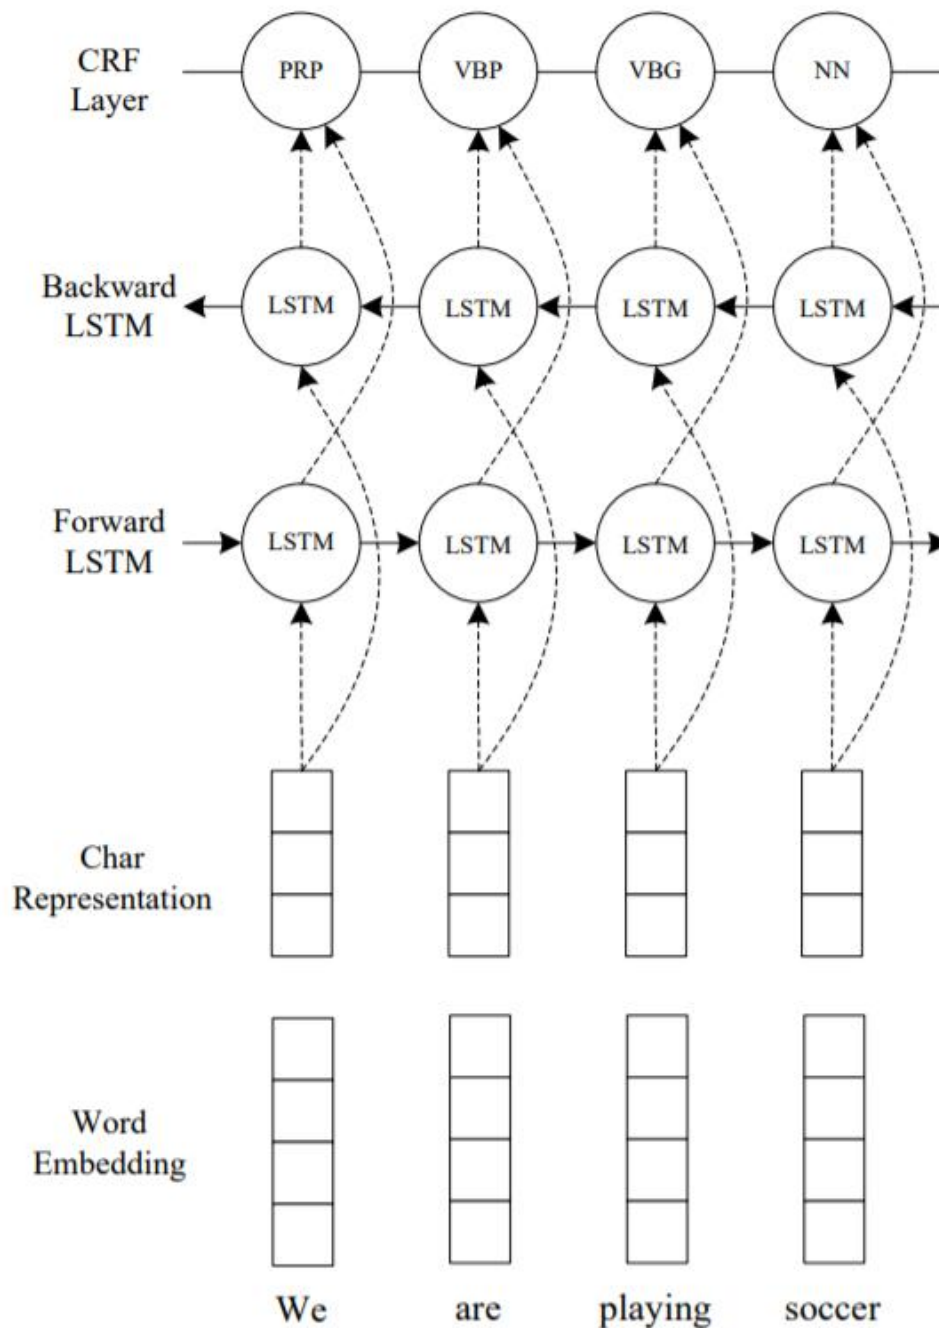 CRF
Layer
PRP VBP VBG NN
Backward
LSTM
LSTM LSTM LSTM LSTM
Forward
LSTM
LSTM LSTM LSTM LSTM
Char
Representation
Word
Embedding
We are playing soccer